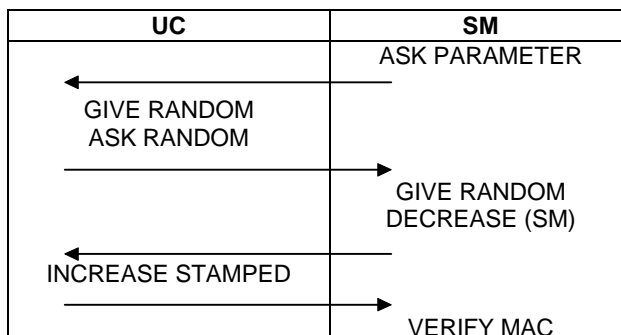 UC SM
ASK PARAMETER
GIVE RANDOM
ASK RANDOM
GIVE RANDOM
DECREASE (SM)
INCREASE STAMPED
VERIFY MAC